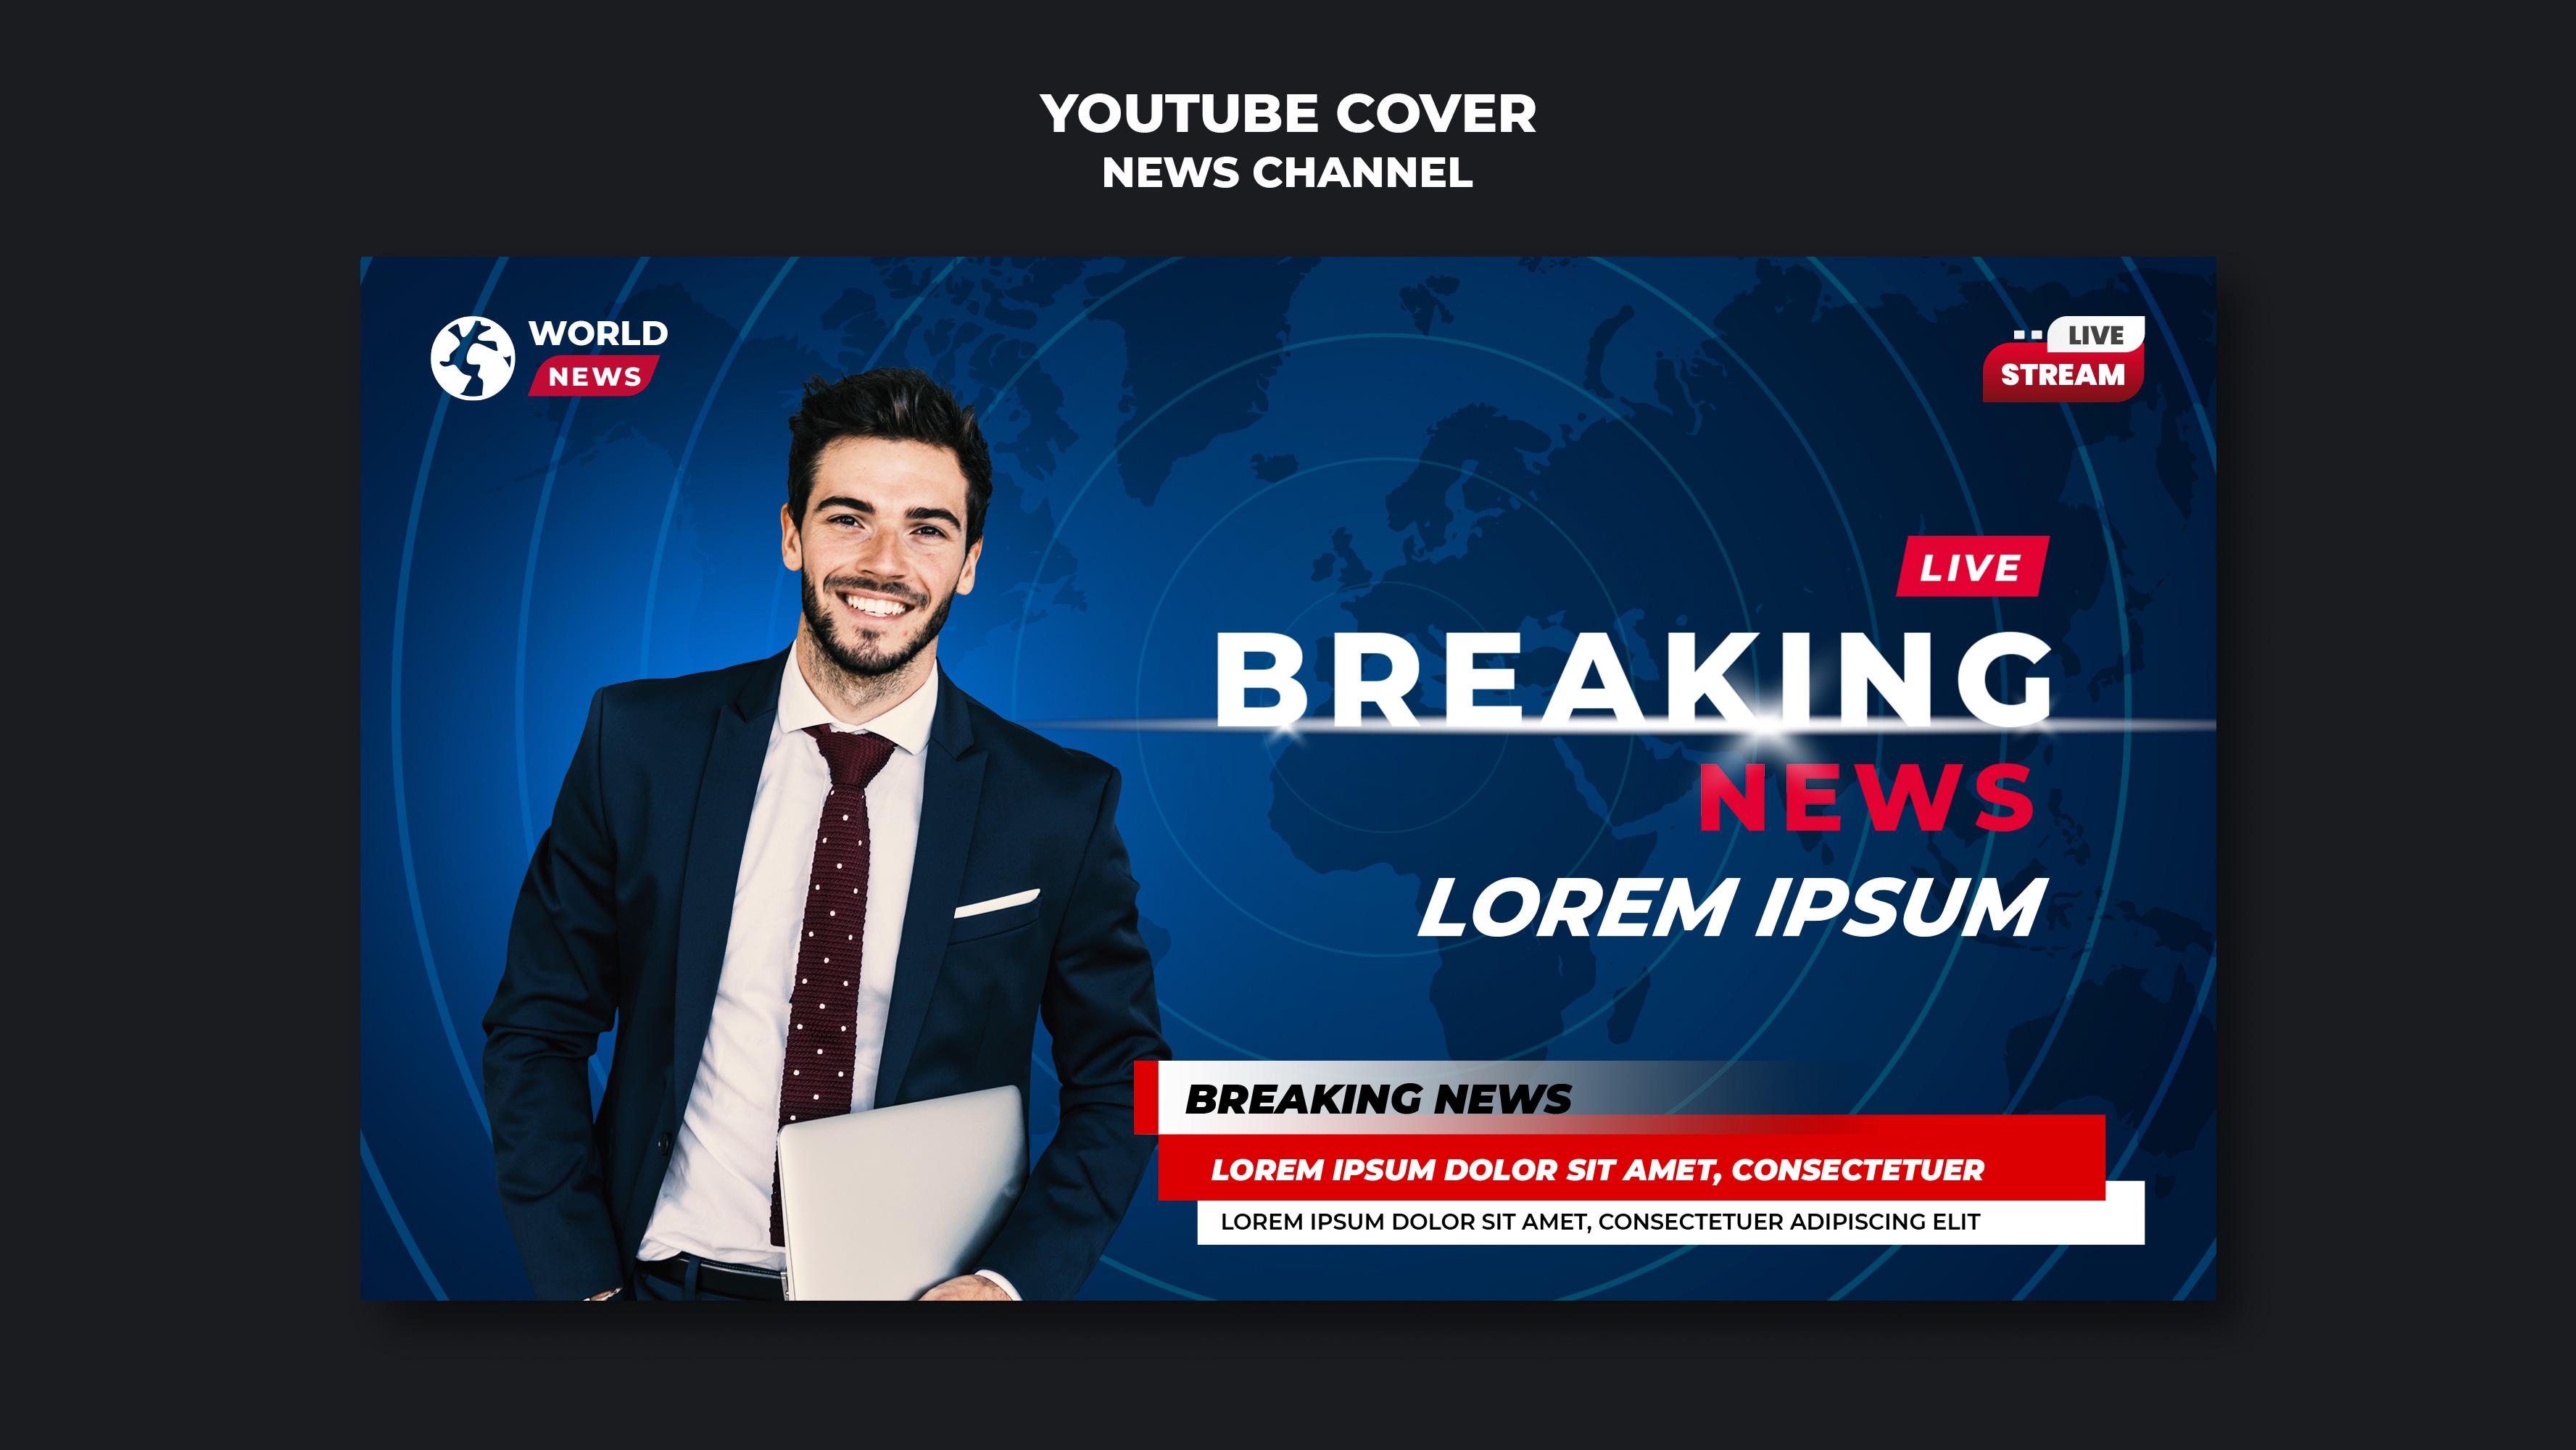 YOUTUBE COVER
NEWS CHANNEL
WORLD
NEWS
LIVE
STREAM
LIVE
BREAKING
NEWS
LOREM IPSUM
BREAKING NEWS
LOREM IPSUM DOLOR SIT AMET, CONSECTETUER
LOREM IPSUM DOLOR SIT AMET, CONSECTETUER ADIPISCING ELIT